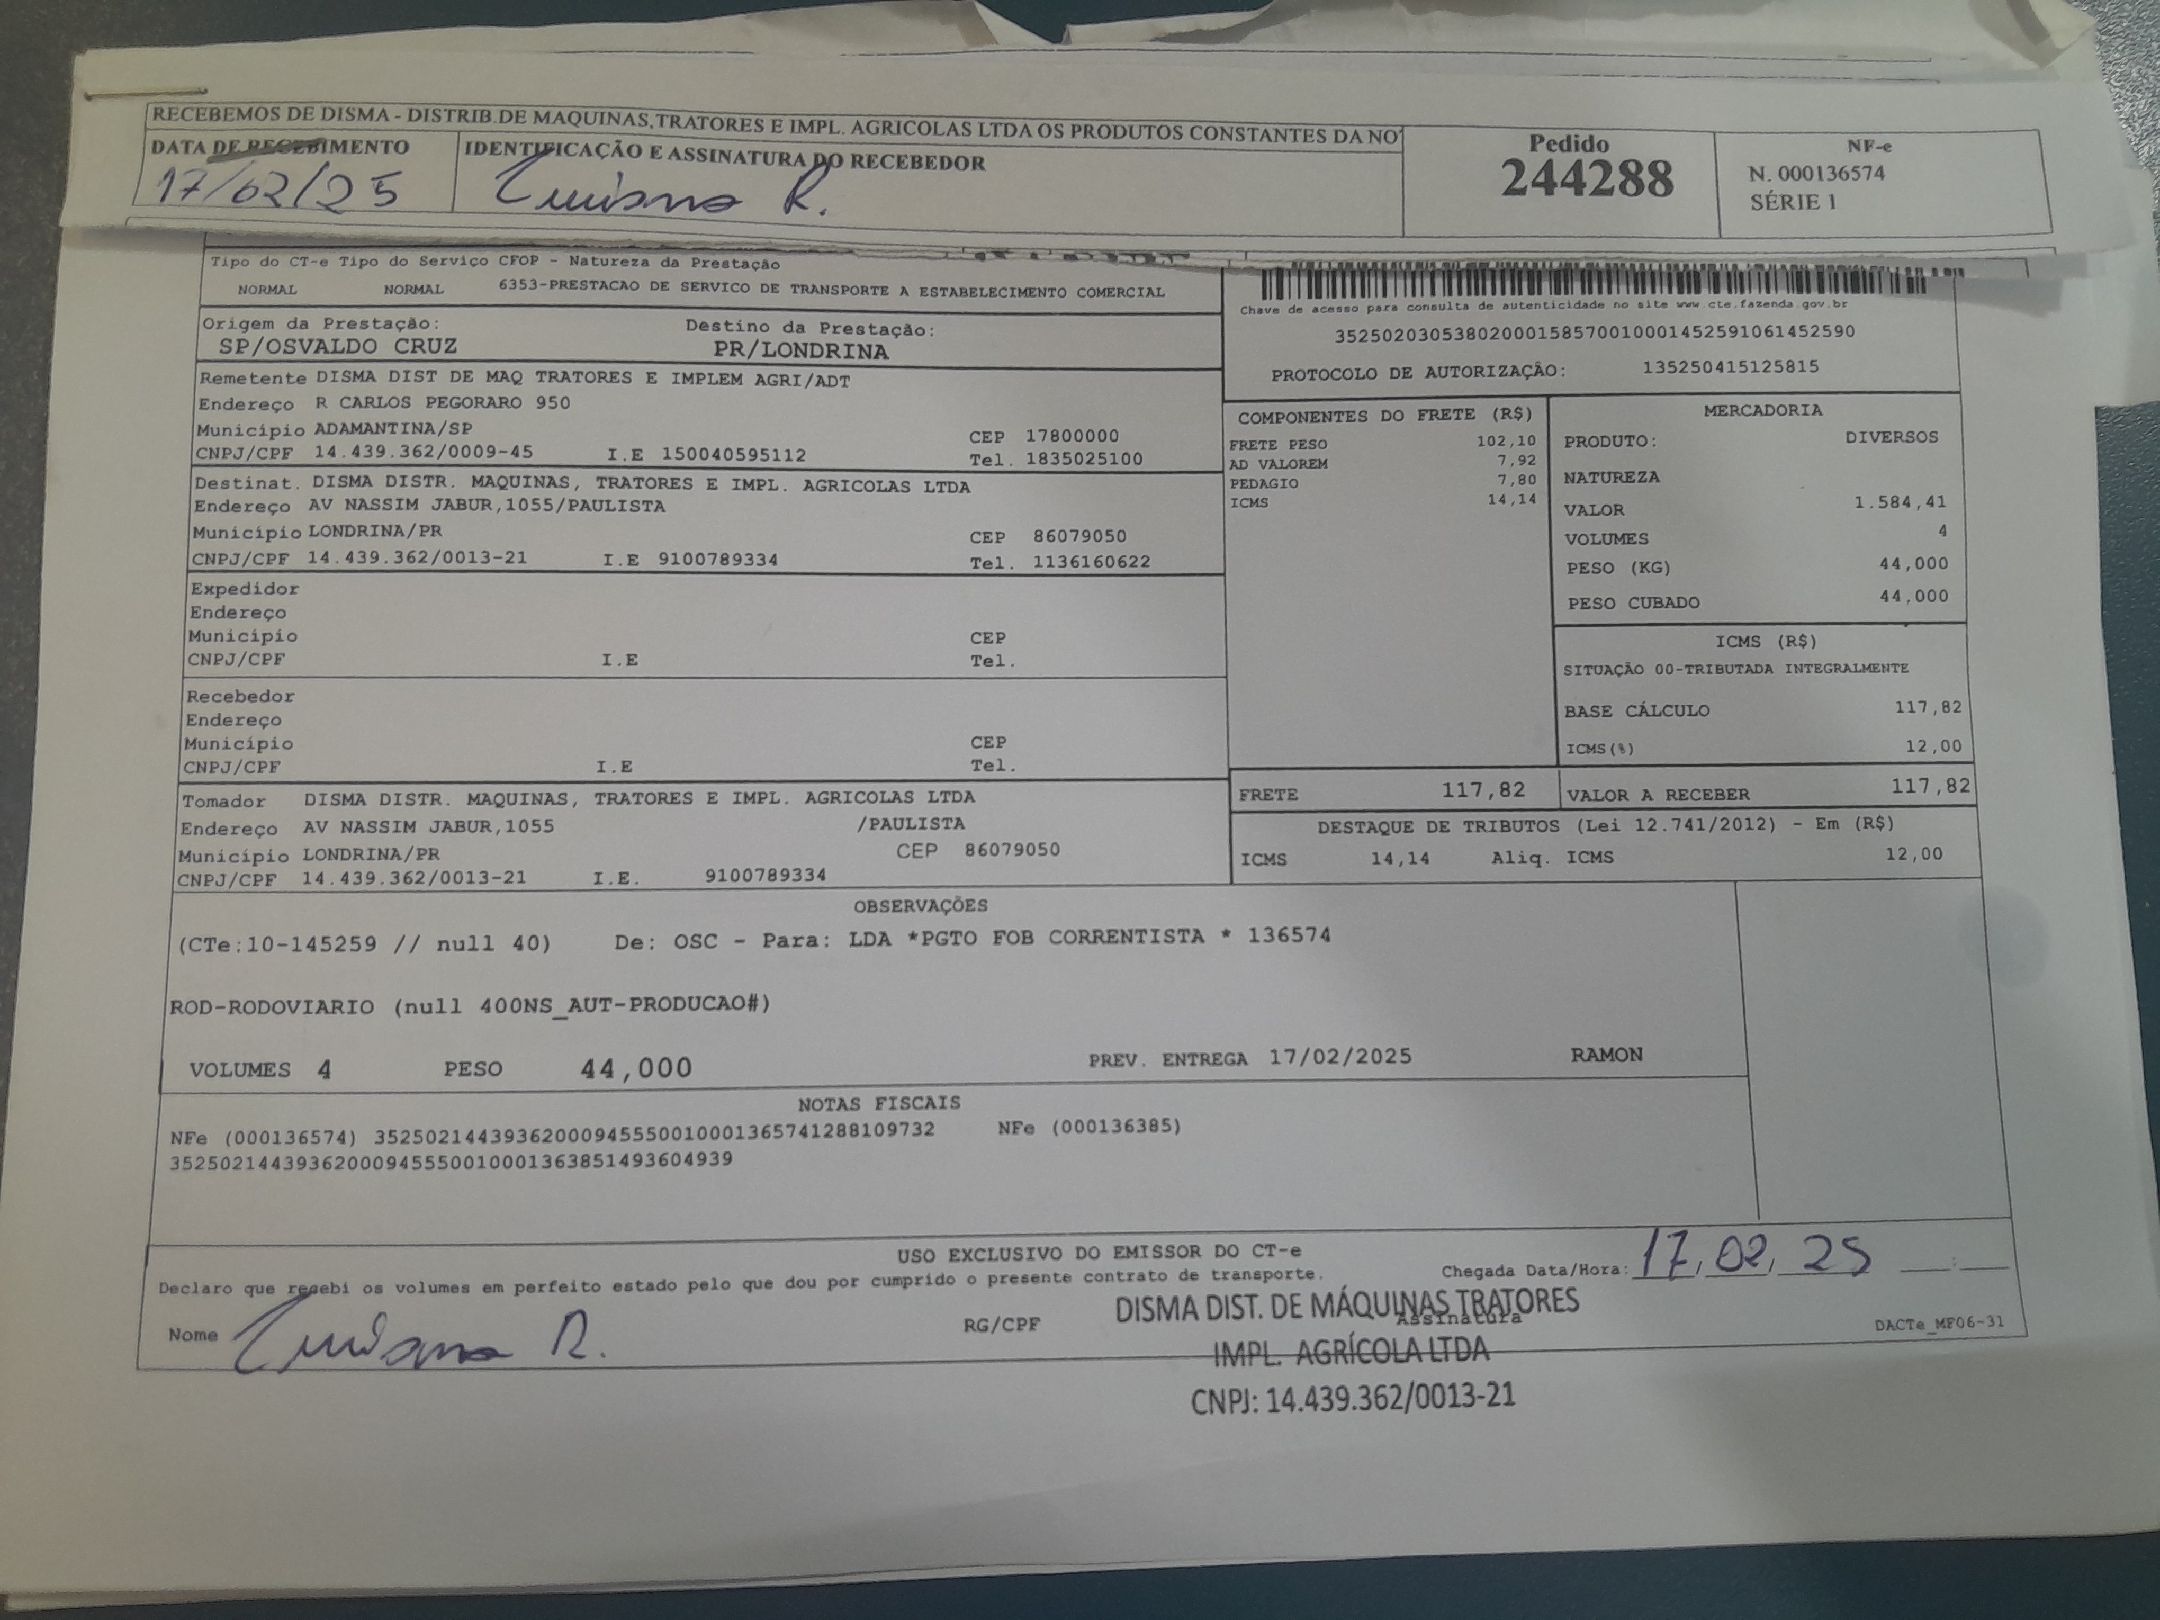 RECEBEMOS DE DISMA - DISTRIB.DE MAQUINAS,TRATORES E IMPL. AGRICOLAS LTDA OS PRODUTOS CONSTANTES DA NO
DATA DE RECEBIMENTO IDENTIFICAÇÃO E ASSINATURA DO RECEBEDOR
17/02/25 Luciana R.
Pedido
244288
NF-e
N. 000136574
SÉRIE 1
Tipo do CT-e Tipo do Serviço CFOP - Natureza da Prestação
NORMAL NORMAL 6353-PRESTACAO DE SERVICO DE TRANSPORTE A ESTABELECIMENTO COMERCIAL
Origem da Prestação: Destino da Prestação:
SP/OSVALDO CRUZ PR/LONDRINA
Chave de acesso para consulta de autenticidade no site www.cte.fazenda.gov.br
35250203053802000158570010001452591061452590
PROTOCOLO DE AUTORIZAÇÃO: 135250415125815
Remetente DISMA DIST DE MAQ TRATORES E IMPLEM AGRI/ADT
Endereço R CARLOS PEGORARO 950
Município ADAMANTINA/SP CEP 17800000
CNPJ/CPF 14.439.362/0009-45 I.E 150040595112 Tel. 1835025100
Destinat. DISMA DISTR. MAQUINAS, TRATORES E IMPL. AGRICOLAS LTDA
Endereço AV NASSIM JABUR,1055/PAULISTA
Município LONDRINA/PR CEP 86079050
CNPJ/CPF 14.439.362/0013-21 I.E 9100789334 Tel. 1136160622
Expedidor
Endereço
Município CEP
CNPJ/CPF I.E Tel.
Recebedor
Endereço
Município CEP
CNPJ/CPF I.E Tel.
Tomador DISMA DISTR. MAQUINAS, TRATORES E IMPL. AGRICOLAS LTDA
Endereço AV NASSIM JABUR,1055 /PAULISTA
Município LONDRINA/PR CEP 86079050
CNPJ/CPF 14.439.362/0013-21 I.E. 9100789334
COMPONENTES DO FRETE (R$)
FRETE PESO 102,10
AD VALOREM 7,92
PEDAGIO 7,80
ICMS 14,14
MERCADORIA
PRODUTO: DIVERSOS
NATUREZA
VALOR 1.584,41
VOLUMES 4
PESO (KG) 44,000
PESO CUBADO 44,000
ICMS (R$)
SITUAÇÃO 00-TRIBUTADA INTEGRALMENTE
BASE CÁLCULO 117,82
ICMS(%) 12,00
FRETE 117,82 VALOR A RECEBER 117,82
DESTAQUE DE TRIBUTOS (Lei 12.741/2012) - Em (R$)
ICMS 14,14 Aliq. ICMS 12,00
OBSERVAÇÕES
(CTe:10-145259 // null 40) De: OSC - Para: LDA *PGTO FOB CORRENTISTA * 136574
ROD-RODOVIARIO (null 400NS_AUT-PRODUCAO#)
VOLUMES 4 PESO 44,000 PREV. ENTREGA 17/02/2025 RAMON
NOTAS FISCAIS
NFe (000136574) 35250214439362000945550010001365741288109732 NFe (000136385)
35250214439362000945550010001363851493604939
USO EXCLUSIVO DO EMISSOR DO CT-e
Declaro que recebi os volumes em perfeito estado pelo que dou por cumprido o presente contrato de transporte. Chegada Data/Hora: 17,02,25 __:__
Nome Luciana R. RG/CPF Assinatura DACTe_MF06-31
DISMA DIST. DE MÁQUINAS TRATORES
IMPL. AGRÍCOLA LTDA
CNPJ: 14.439.362/0013-21